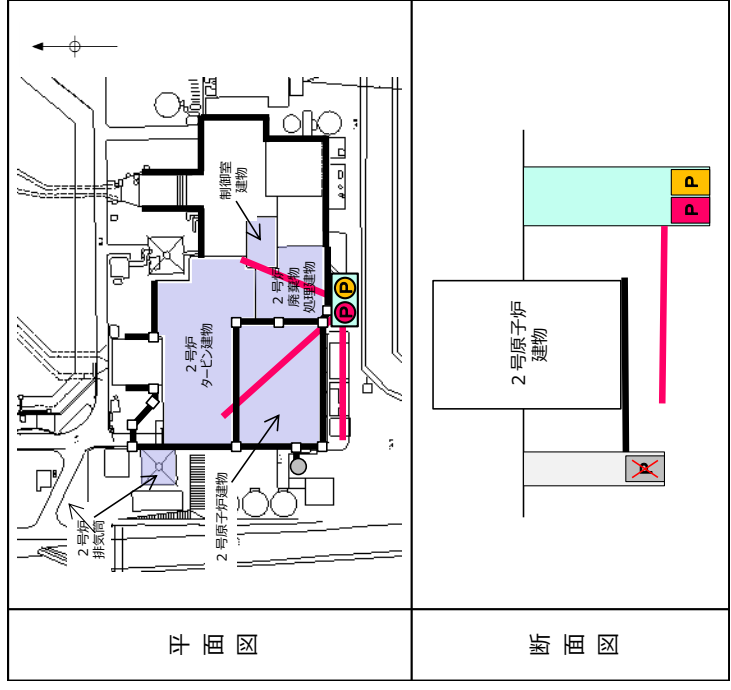 平面図
２号炉
排気筒
２号原子炉建物
２号炉
タービン建物
２号炉
廃棄物
処理建物
制御室
建物
P
P
断面図
２号原子炉
建物
P
P
P